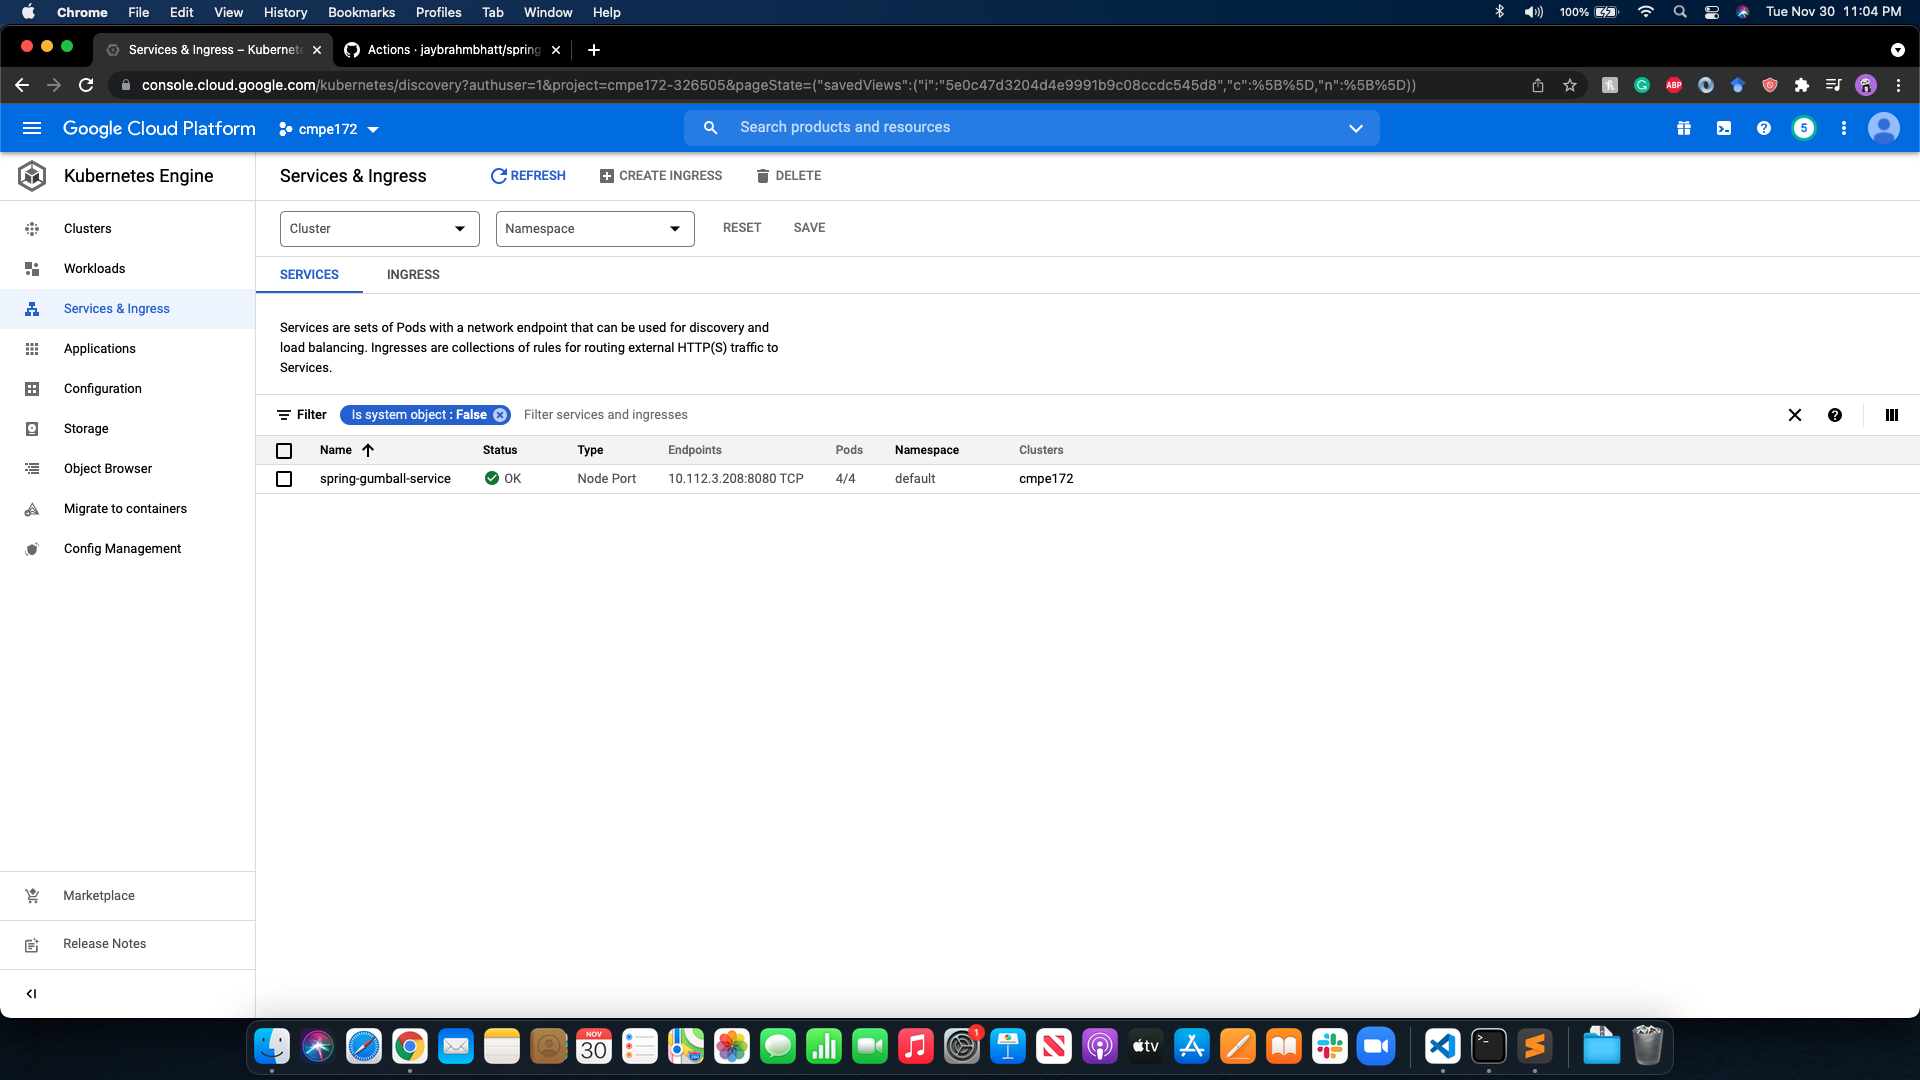 Chrome File Edit View History Bookmarks Profiles Tab Window Help 100% Tue Nov 30 11:04 PM
Services & Ingress – Kubernete Actions · jaybrahmbhatt/spring
console.cloud.google.com/kubernetes/discovery?authuser=1&project=cmpe172-326505&pageState=("savedViews":("i":"5e0c47d3204d4e9991b9c08ccdc545d8","c":%5B%5D,"n":%5B%5D)) ABP
Google Cloud Platform cmpe172 Search products and resources 5
Kubernetes Engine
Clusters
Workloads
Services & Ingress
Applications
Configuration
Storage
Object Browser
Migrate to containers
Config Management
Marketplace
Release Notes
Services & Ingress REFRESH CREATE INGRESS DELETE
Cluster Namespace RESET SAVE
SERVICES INGRESS
Services are sets of Pods with a network endpoint that can be used for discovery and
load balancing. Ingresses are collections of rules for routing external HTTP(S) traffic to
Services.
Filter Is system object : False Filter services and ingresses
Name Status Type Endpoints Pods Namespace Clusters
spring-gumball-service OK Node Port 10.112.3.208:8080 TCP 4/4 default cmpe172
NOV
30
1
tv